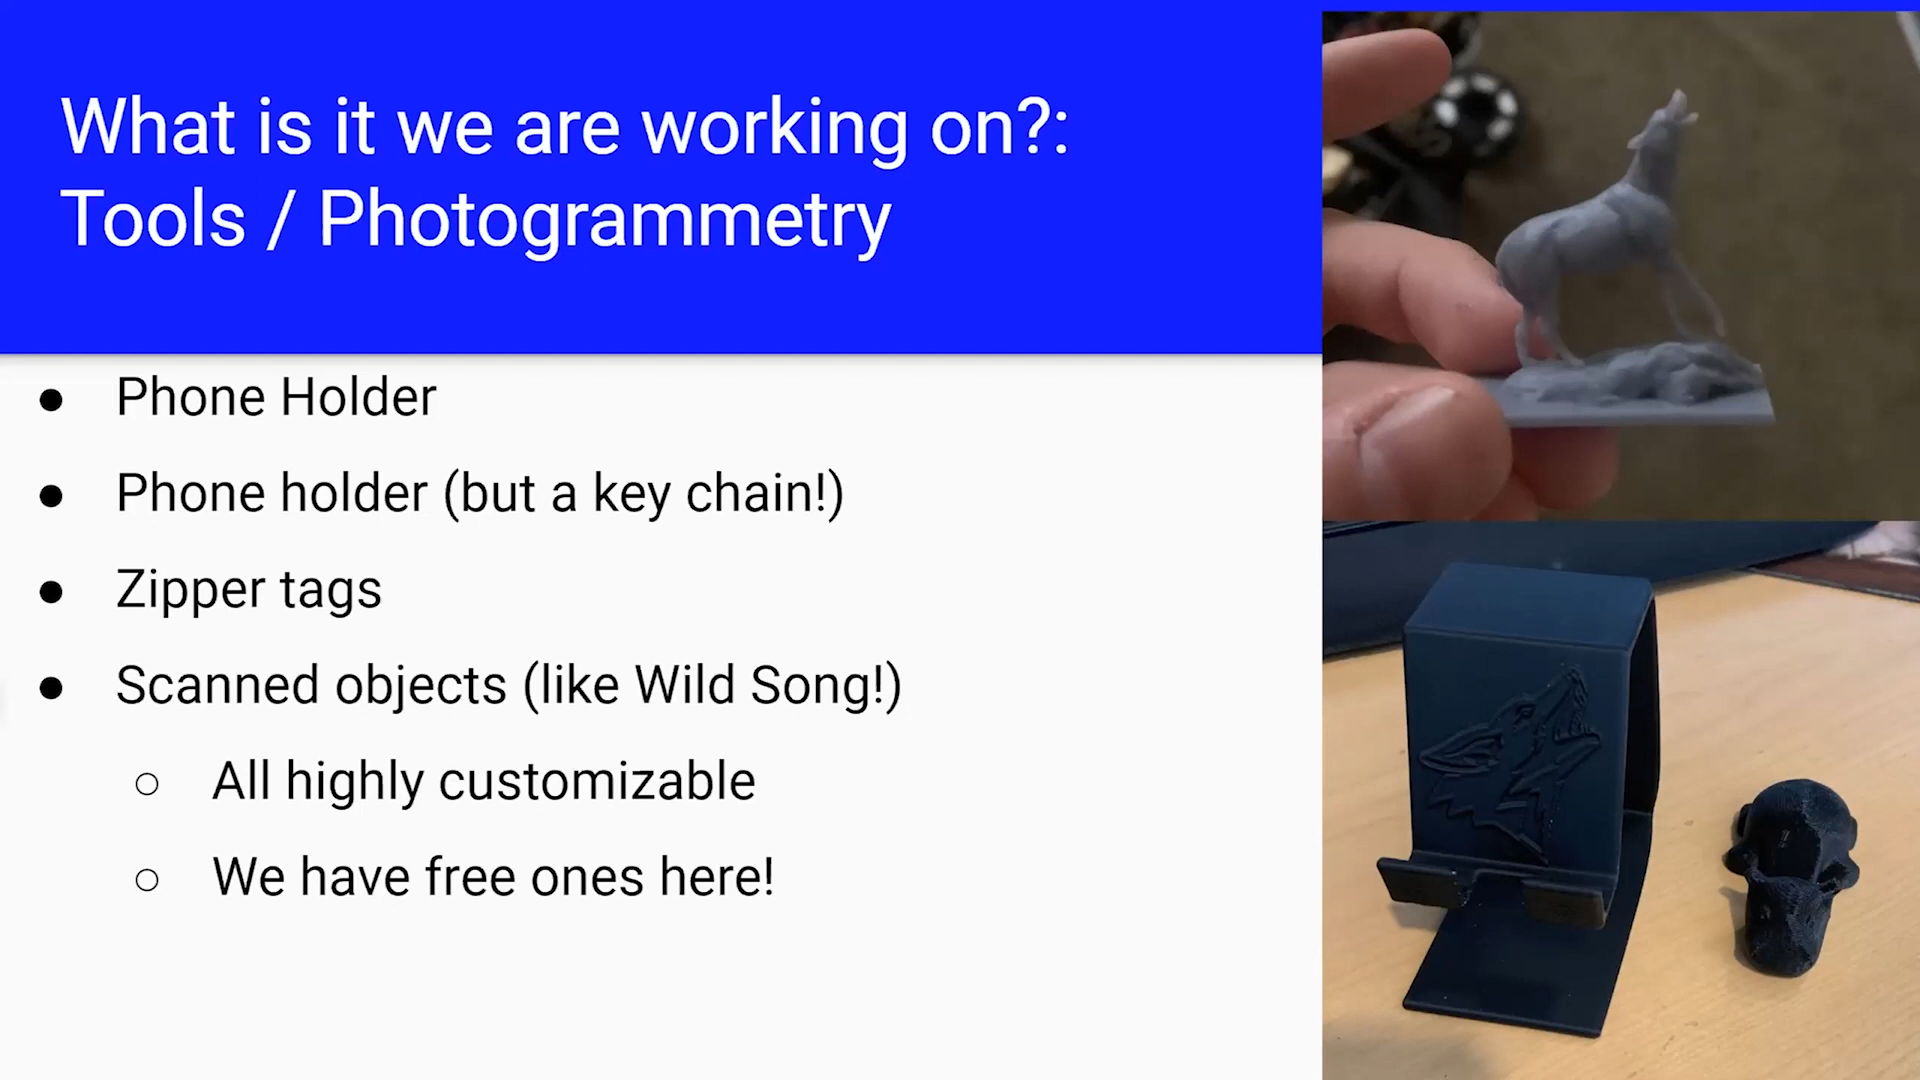 What is it we are working on?:
Tools / Photogrammetry
● Phone Holder
● Phone holder (but a key chain!)
● Zipper tags
● Scanned objects (like Wild Song!)
○ All highly customizable
○ We have free ones here!